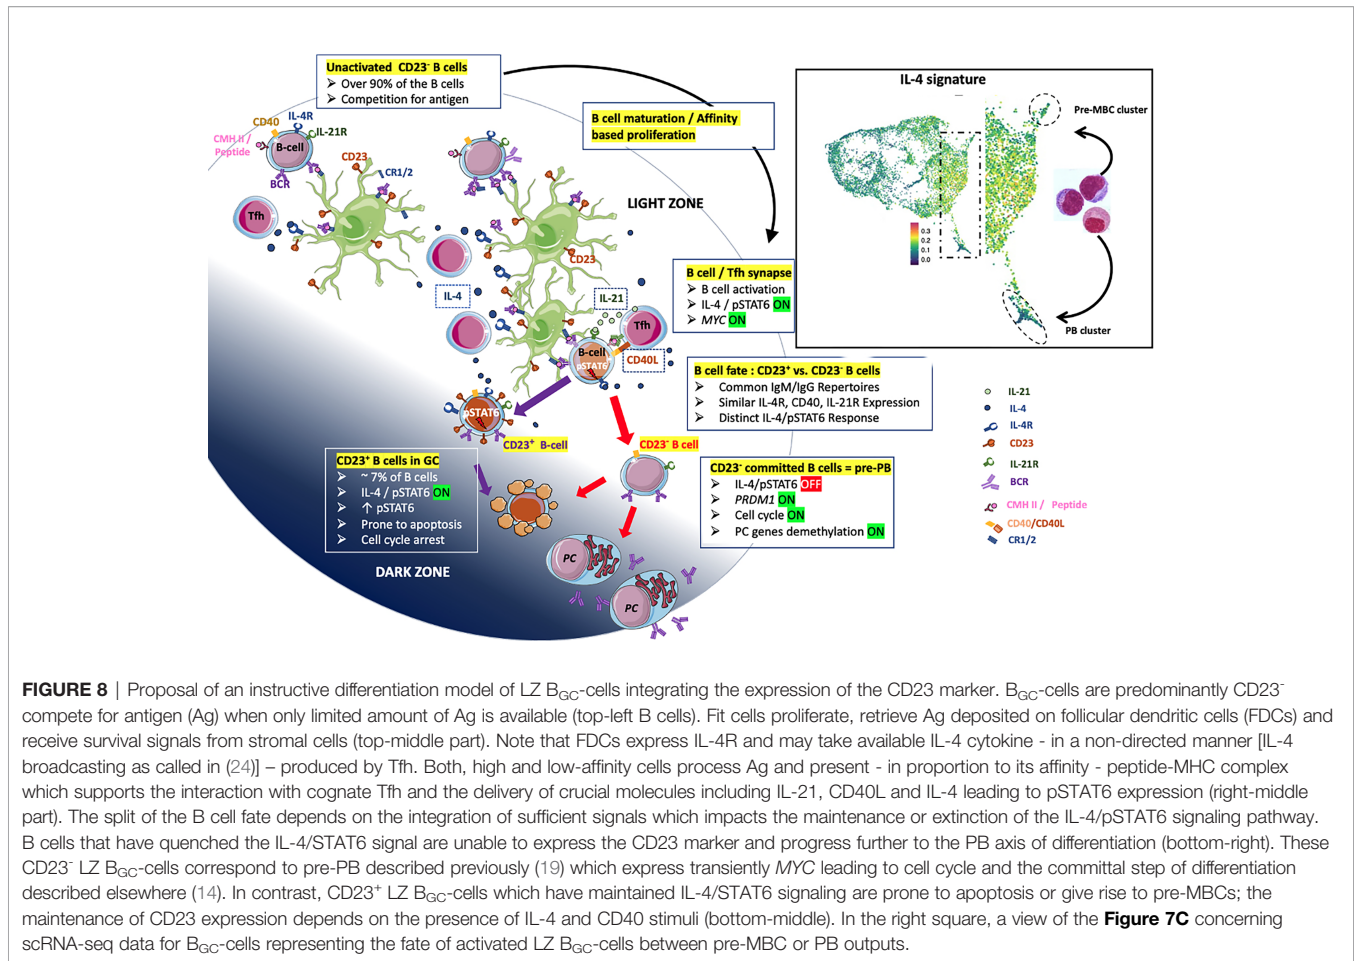 Unactivated CD23⁻ B cells
➢ Over 90% of the B cells
➢ Competition for antigen
CD40
IL-4R
IL-21R
CMH II /
Peptide
B-cell
BCR
CD23
CR1/2
Tfh
B cell maturation / Affinity
based proliferation
LIGHT ZONE
CD23
IL-4
IL-21
Tfh
B-cell
pSTAT6
CD40L
B cell / Tfh synapse
➢ B cell activation
➢ IL-4 / pSTAT6 ON
➢ MYC ON
IL-4 signature
Pre-MBC cluster
0.3
0.2
0.1
0.0
PB cluster
B cell fate : CD23⁺ vs. CD23⁻ B cells
➢ Common IgM/IgG Repertoires
➢ Similar IL-4R, CD40, IL-21R Expression
➢ Distinct IL-4/pSTAT6 Response
pSTAT6
CD23⁺ B-cell
CD23⁻ B cell
CD23⁺ B cells in GC
➢ ~ 7% of B cells
➢ IL-4 / pSTAT6 ON
➢ ↑ pSTAT6
➢ Prone to apoptosis
➢ Cell cycle arrest
CD23⁻ committed B cells = pre-PB
➢ IL-4/pSTAT6 OFF
➢ PRDM1 ON
➢ Cell cycle ON
➢ PC genes demethylation ON
DARK ZONE
PC
PC
IL-21
IL-4
IL-4R
CD23
IL-21R
BCR
CMH II / Peptide
CD40/CD40L
CR1/2
FIGURE 8 | Proposal of an instructive differentiation model of LZ BGC-cells integrating the expression of the CD23 marker. BGC-cells are predominantly CD23⁻
compete for antigen (Ag) when only limited amount of Ag is available (top-left B cells). Fit cells proliferate, retrieve Ag deposited on follicular dendritic cells (FDCs) and
receive survival signals from stromal cells (top-middle part). Note that FDCs express IL-4R and may take available IL-4 cytokine - in a non-directed manner [IL-4
broadcasting as called in (24)] – produced by Tfh. Both, high and low-affinity cells process Ag and present - in proportion to its affinity - peptide-MHC complex
which supports the interaction with cognate Tfh and the delivery of crucial molecules including IL-21, CD40L and IL-4 leading to pSTAT6 expression (right-middle
part). The split of the B cell fate depends on the integration of sufficient signals which impacts the maintenance or extinction of the IL-4/pSTAT6 signaling pathway.
B cells that have quenched the IL-4/STAT6 signal are unable to express the CD23 marker and progress further to the PB axis of differentiation (bottom-right). These
CD23⁻ LZ BGC-cells correspond to pre-PB described previously (19) which express transiently MYC leading to cell cycle and the committal step of differentiation
described elsewhere (14). In contrast, CD23⁺ LZ BGC-cells which have maintained IL-4/STAT6 signaling are prone to apoptosis or give rise to pre-MBCs; the
maintenance of CD23 expression depends on the presence of IL-4 and CD40 stimuli (bottom-middle). In the right square, a view of the Figure 7C concerning
scRNA-seq data for BGC-cells representing the fate of activated LZ BGC-cells between pre-MBC or PB outputs.